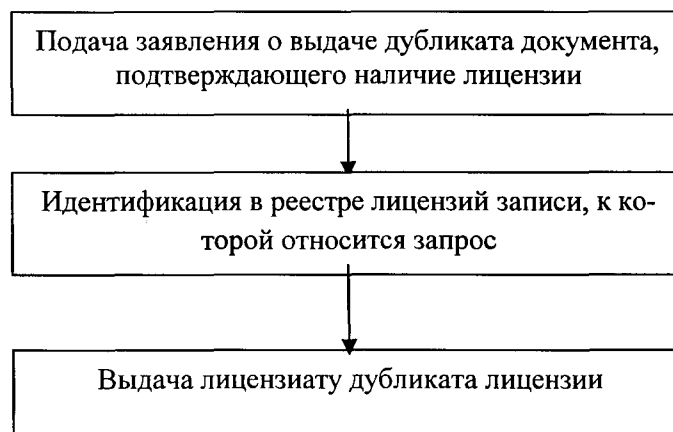 Подача заявления о выдаче дубликата документа,
подтверждающего наличие лицензии
Идентификация в реестре лицензий записи, к ко-
торой относится запрос
Выдача лицензиату дубликата лицензии